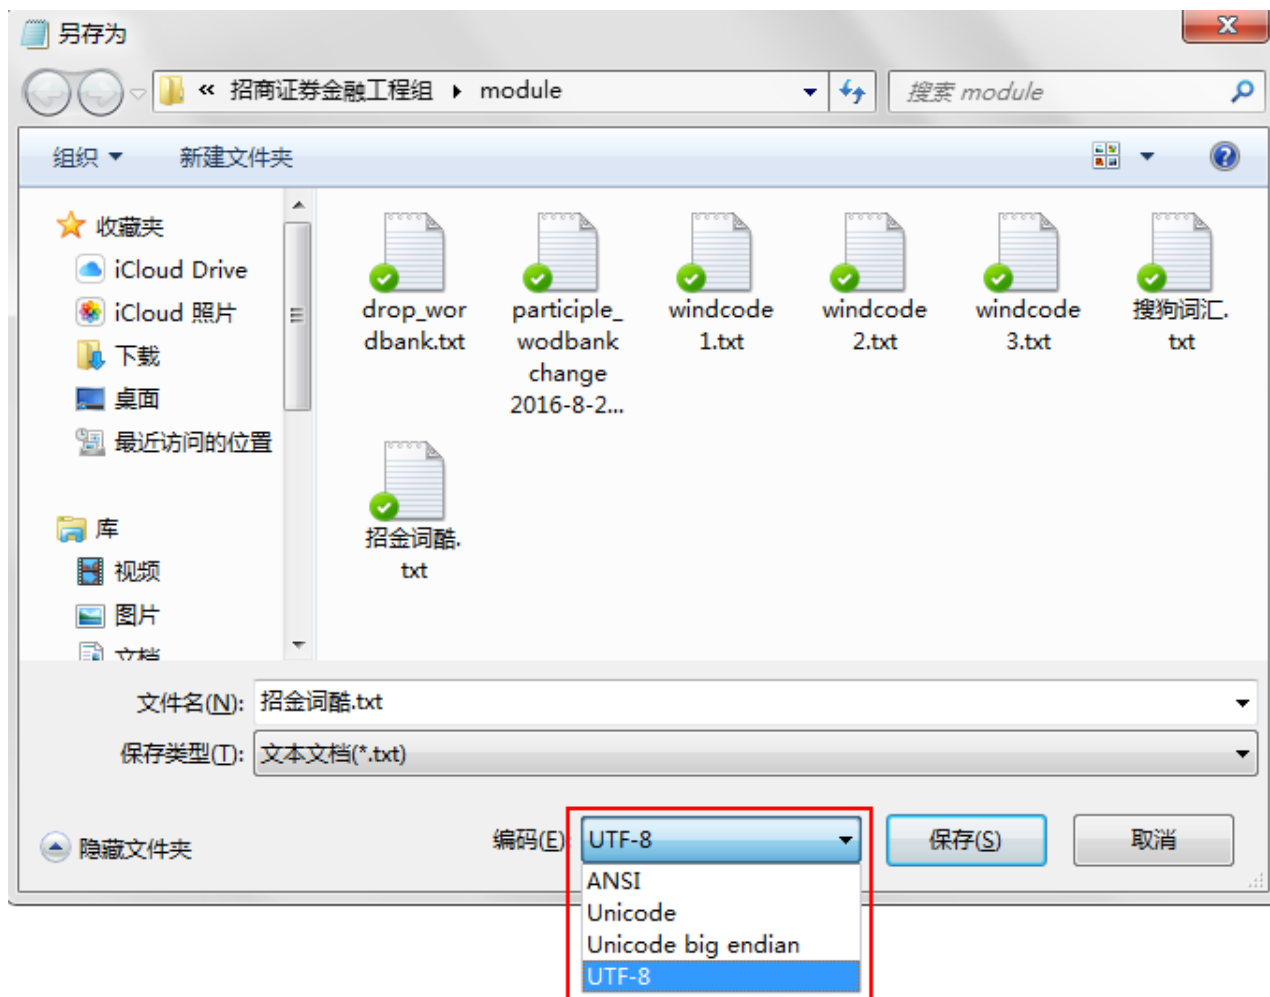 另存为
« 招商证券金融工程组 ▸ module
搜索 module
组织
新建文件夹
收藏夹
iCloud Drive
iCloud 照片
下载
桌面
最近访问的位置
库
视频
图片
文档
drop_wor
dbank.txt
participle_
wodbank
change
2016-8-2...
windcode
1.txt
windcode
2.txt
windcode
3.txt
搜狗词汇.
txt
招金词酷.
txt
文件名(N): 招金词酷.txt
保存类型(T): 文本文档(*.txt)
隐藏文件夹
编码(E): UTF-8
保存(S)
取消
ANSI
Unicode
Unicode big endian
UTF-8